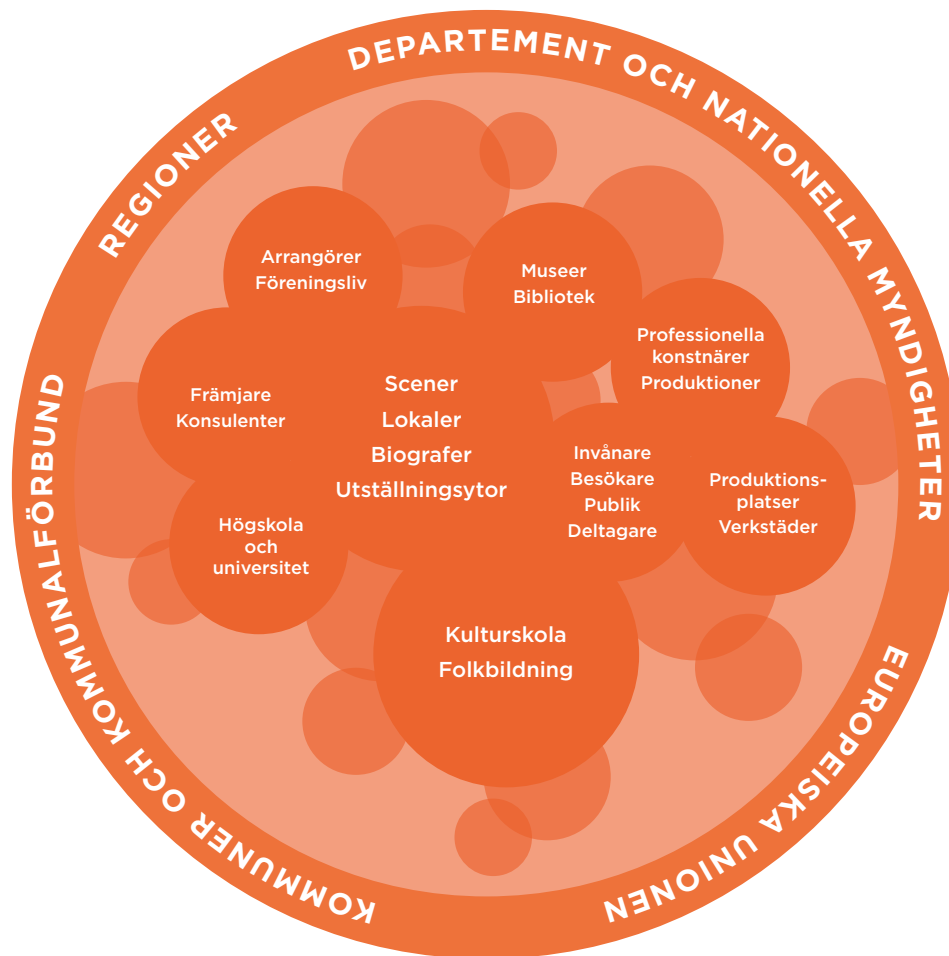 DEPARTEMENT OCH NATIONELLA MYNDIGHETER
REGIONER
KOMMUNER OCH KOMMUNALFÖRBUND
EUROPEISKA UNIONEN
Arrangörer
Föreningsliv
Museer
Bibliotek
Professionella
konstnärer
Produktioner
Främjare
Konsulenter
Scener
Lokaler
Biografer
Utställningsytor
Invånare
Besökare
Publik
Deltagare
Produktions-
platser
Verkstäder
Högskola
och
universitet
Kulturskola
Folkbildning